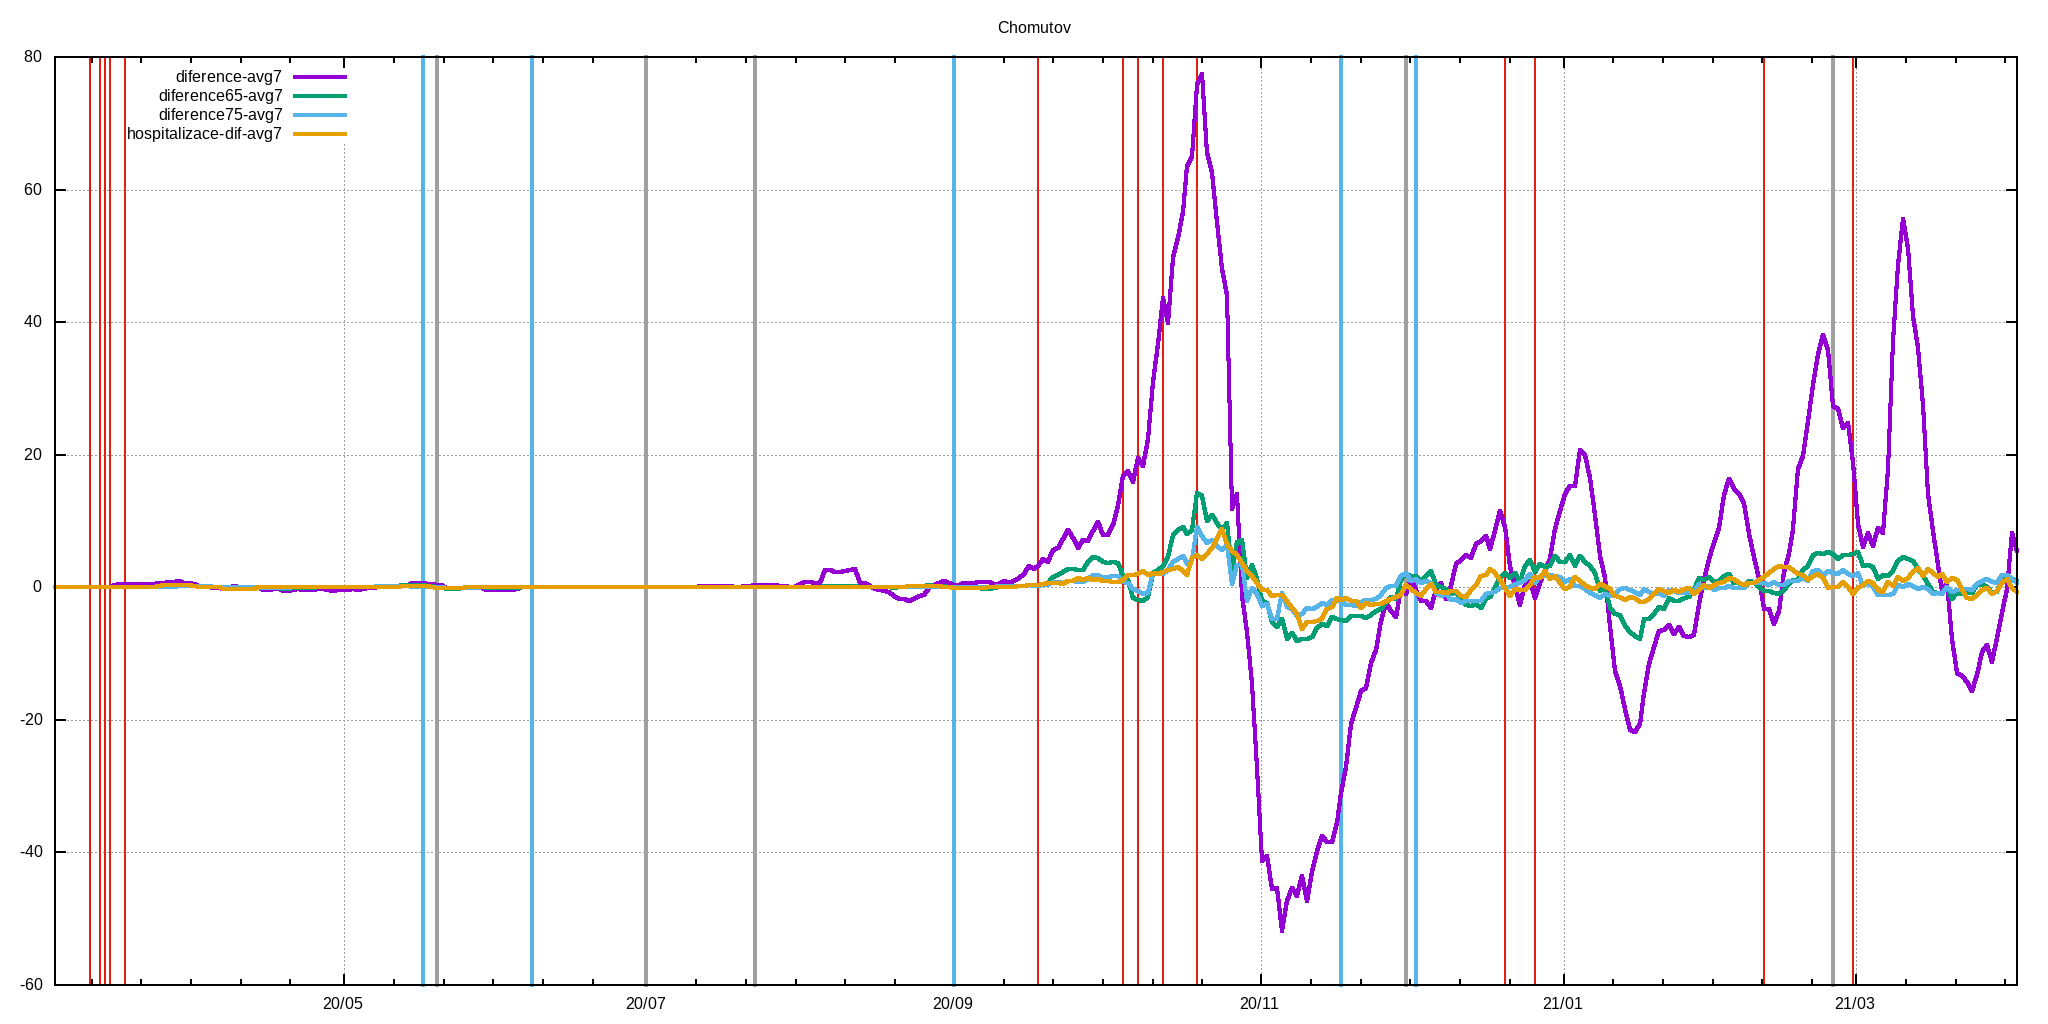 Chomutov
80
60
40
20
0
-20
-40
-60
diference-avg7
diference65-avg7
diference75-avg7
hospitalizace-dif-avg7
20/05
20/07
20/09
20/11
21/01
21/03